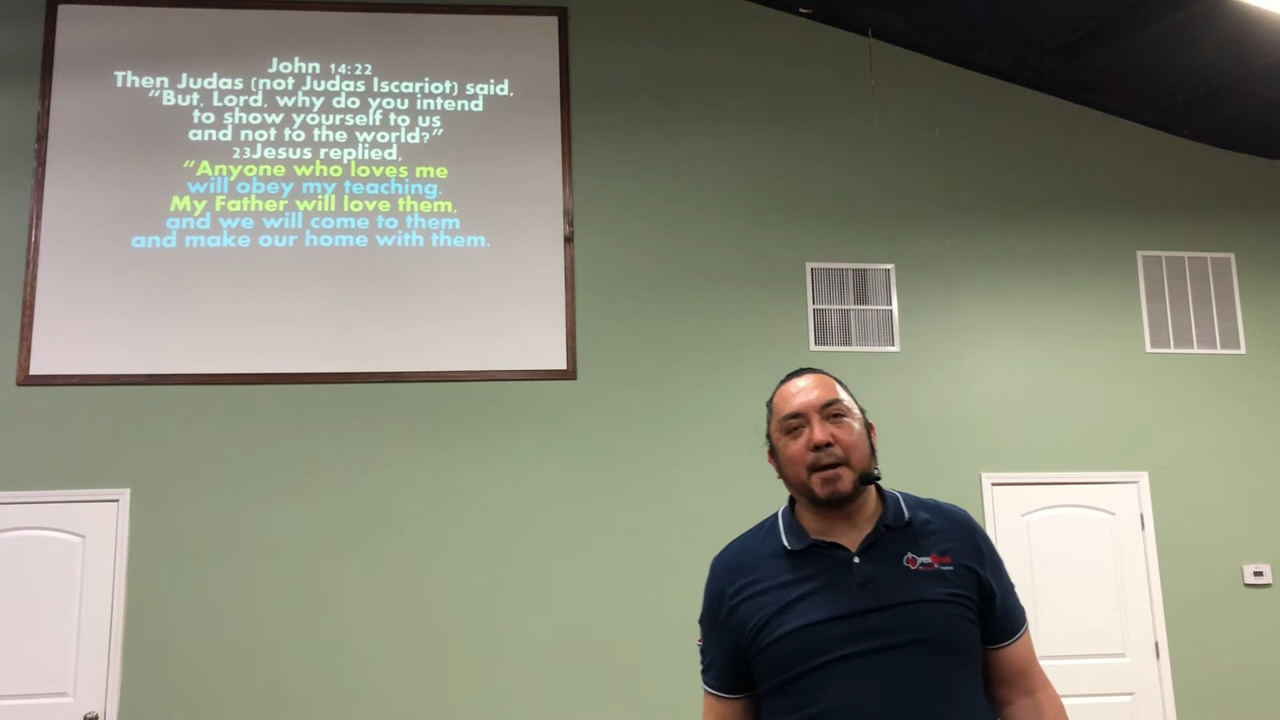 John 14:22
Then Judas (not Judas Iscariot) said,
“But, Lord, why do you intend
to show yourself to us
and not to the world?”
23Jesus replied,
“Anyone who loves me
will obey my teaching.
My Father will love them,
and we will come to them
and make our home with them.